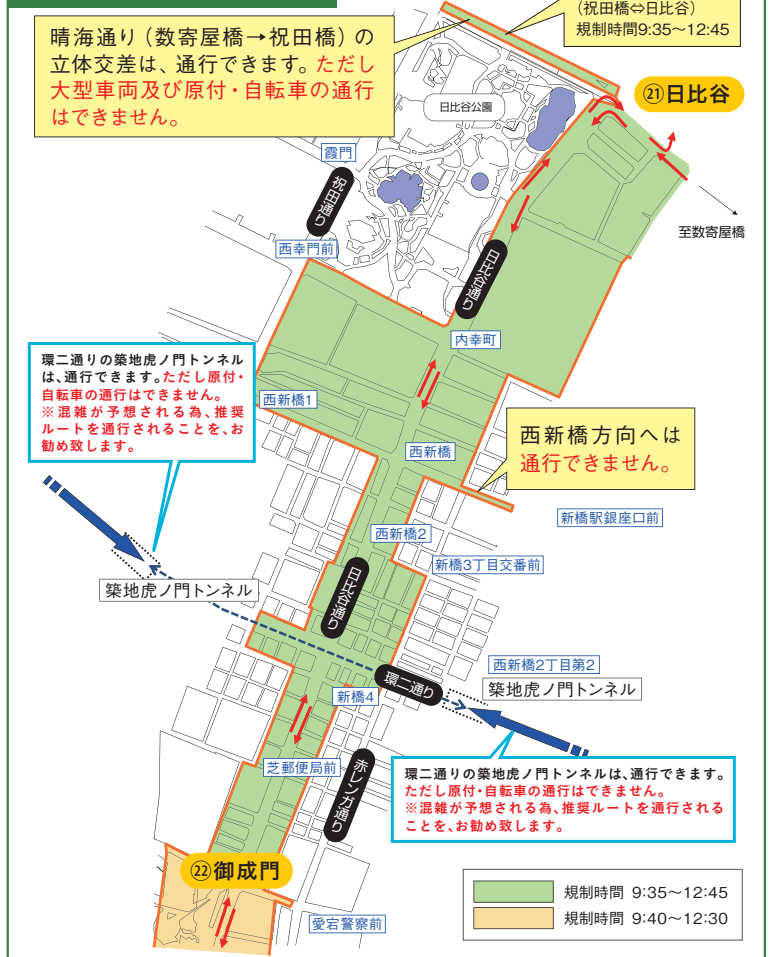 (祝田橋⇔日比谷)
規制時間9:35〜12:45
晴海通り(数寄屋橋→祝田橋)の
立体交差は、通行できます。ただし
大型車両及び原付・自転車の通行
はできません。
㉑日比谷
日比谷公園
霞門
祝田通り
至数寄屋橋
西幸門前
日比谷通り
内幸町
環二通りの築地虎ノ門トンネル
は、通行できます。ただし原付・
自転車の通行はできません。
※混雑が予想される為、推奨
ルートを通行されることを、お
勧め致します。
西新橋1
西新橋
西新橋方向へは
通行できません。
新橋駅銀座口前
西新橋2
新橋3丁目交番前
築地虎ノ門トンネル
日比谷通り
西新橋2丁目第2
環二通り
築地虎ノ門トンネル
新橋4
芝郵便局前
赤レンガ通り
環二通りの築地虎ノ門トンネルは、通行できます。
ただし原付・自転車の通行はできません。
※混雑が予想される為、推奨ルートを通行される
ことを、お勧め致します。
㉒御成門
愛宕警察前
規制時間 9:35〜12:45
規制時間 9:40〜12:30